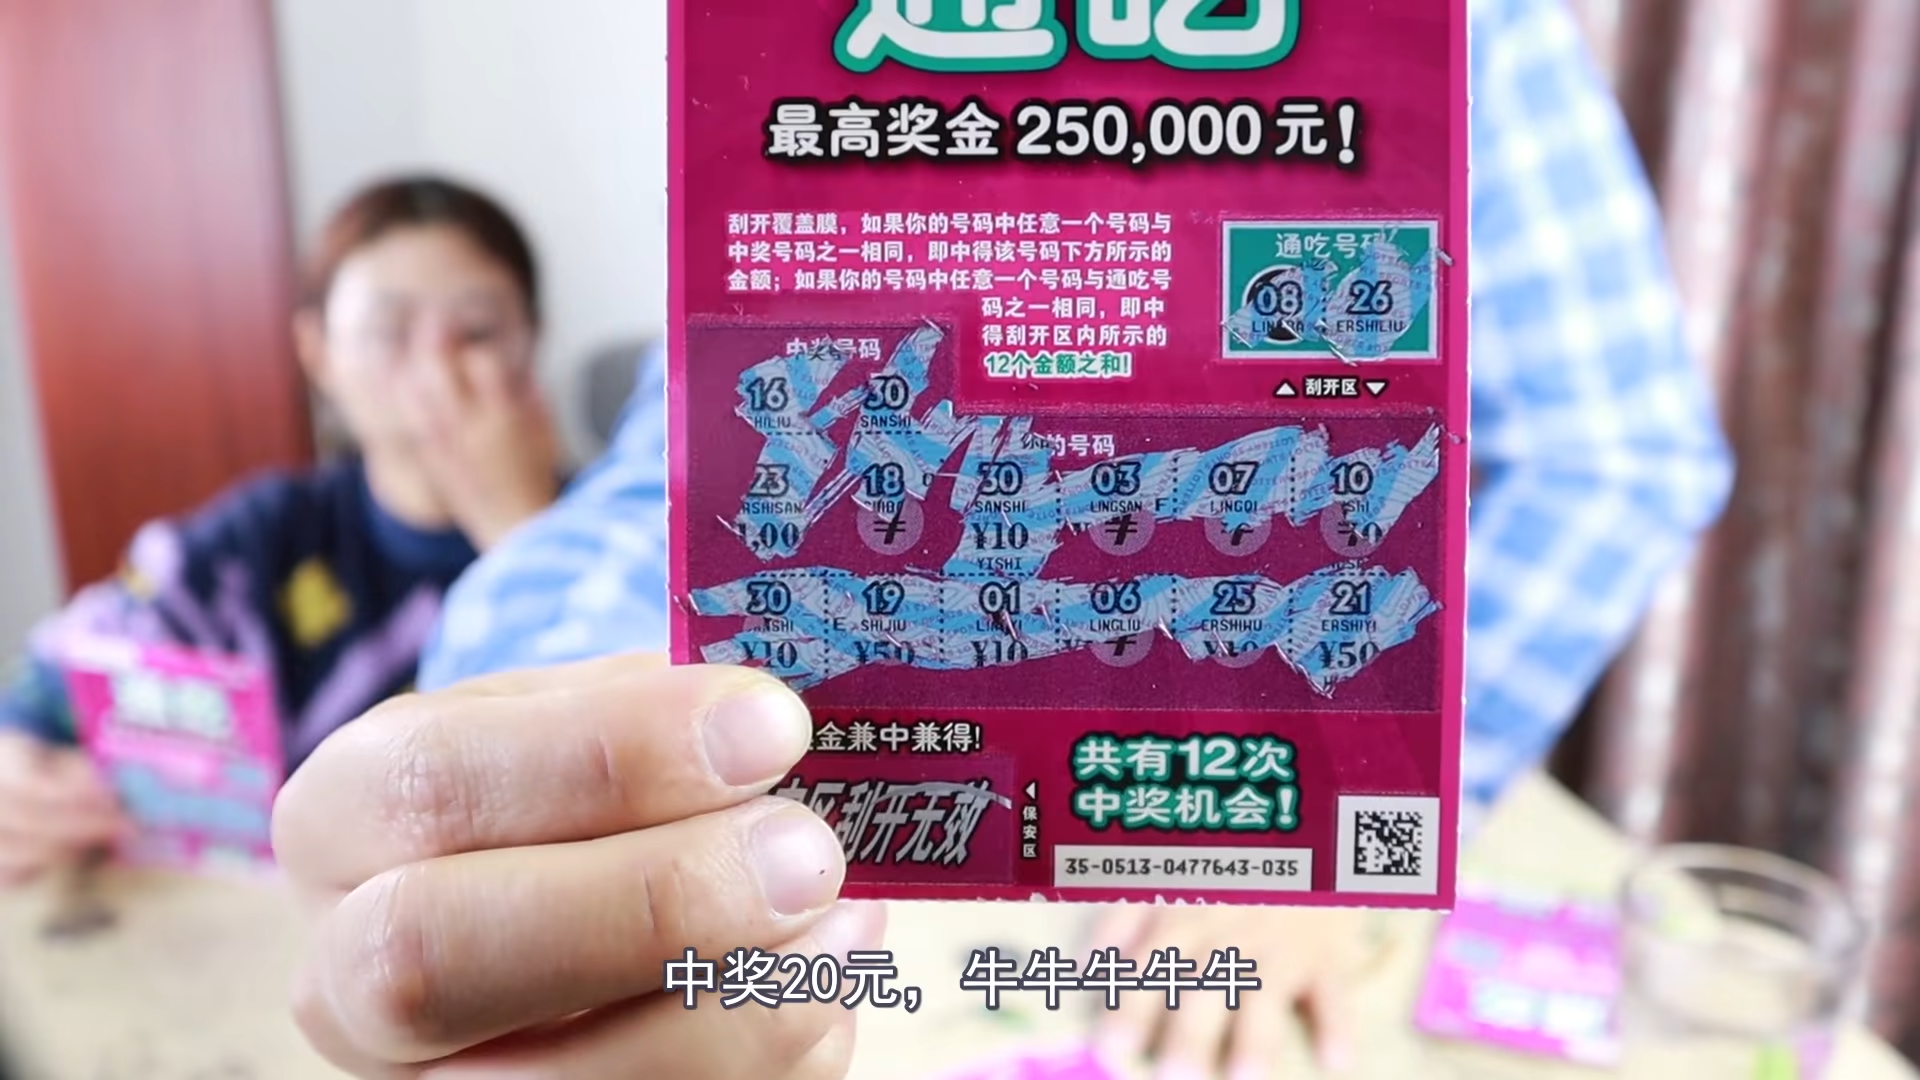 通吃
最高奖金 250,000 元!
刮开覆盖膜，如果你的号码中任意一个号码与
中奖号码之一相同，即中得该号码下方所示的
金额；如果你的号码中任意一个号码与通吃号
码之一相同，即中
得刮开区内所示的
12个金额之和!
通吃号码
08 26
ERSHILIU
▲ 刮开区 ▼
中奖号码
16 30
SANSHI
你的号码
23 18 30 03 07 10
SANSHI LINGSAN LINGQI
¥10
YISHI
30 19 01 06 25 21
SHIJIU LINGLIU ERSHIWU ERSHIYI
¥10 ¥50 ¥10 ¥50
金兼中兼得!
区刮开无效
保安区
共有12次
中奖机会!
35-0513-0477643-035
中奖20元，牛牛牛牛牛